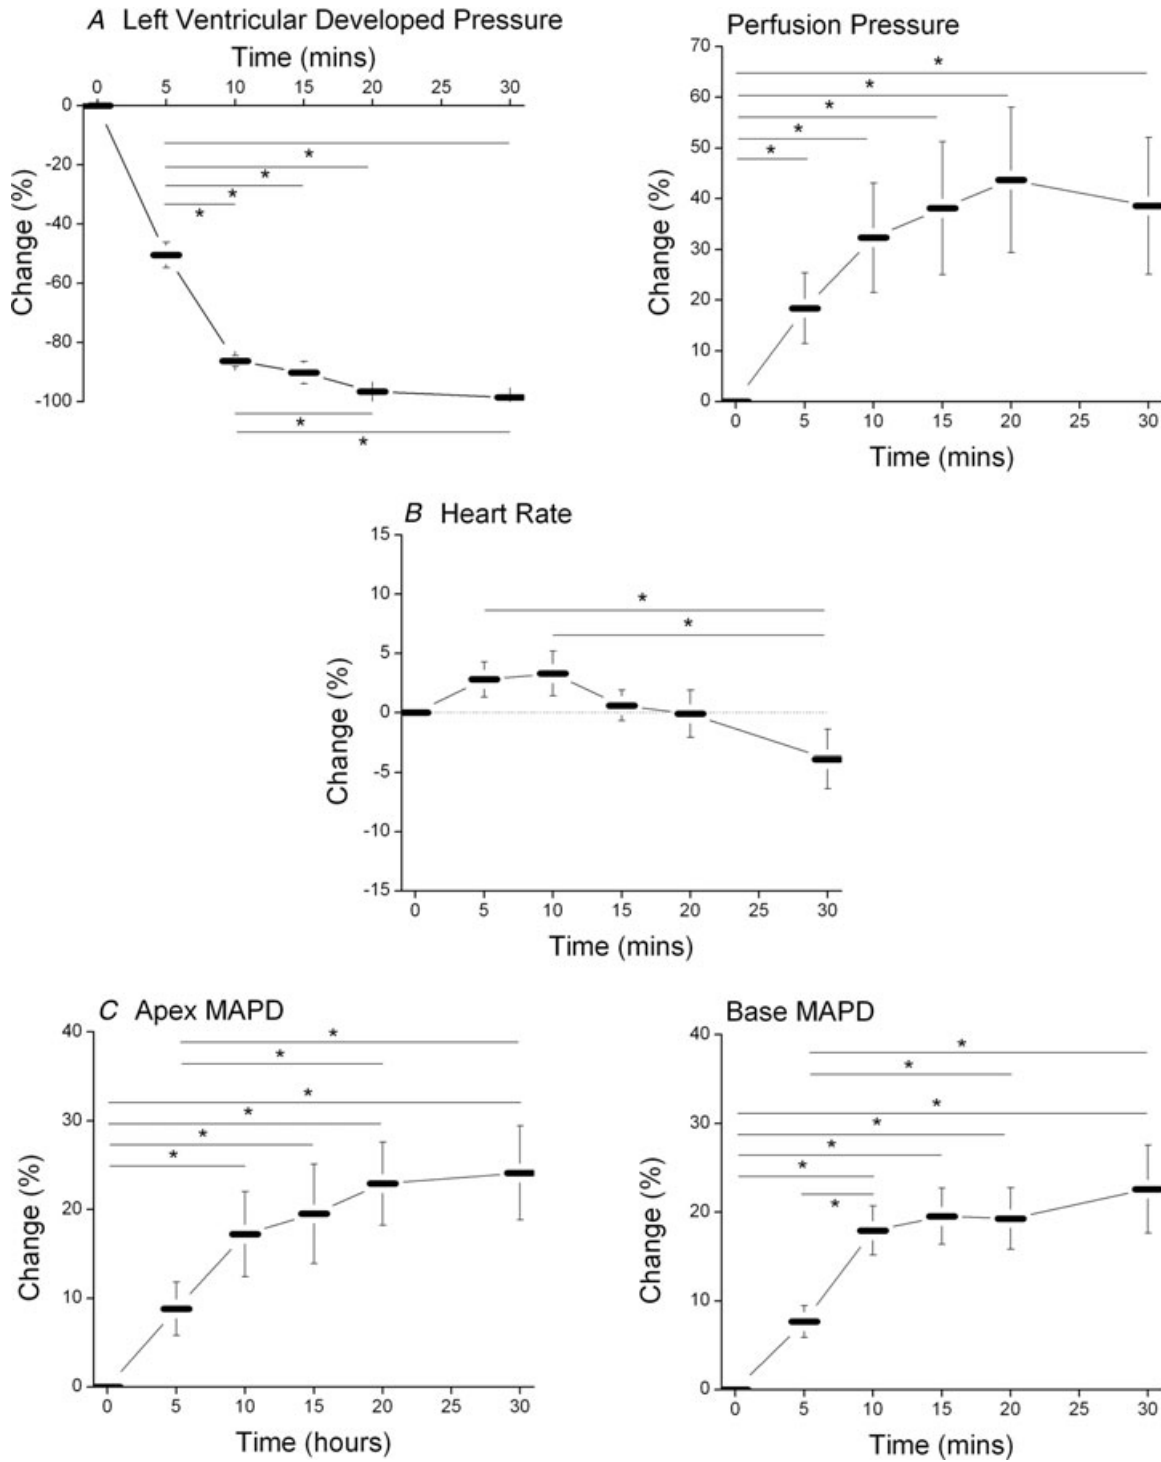 A Left Ventricular Developed Pressure
Time (mins)
0 5 10 15 20 30
0
-20
-40
-60
-80
-100
Change (%)
*
*
*
*
*
*
Perfusion Pressure
70
60
50
40
30
20
10
0
Change (%)
*
*
*
*
*
0 5 10 15 20 25 30
Time (mins)
B Heart Rate
15
10
5
0
-5
-10
-15
Change (%)
*
*
0 5 10 15 20 25 30
Time (mins)
C Apex MAPD
40
30
20
10
0
Change (%)
*
*
*
*
*
*
0 5 10 15 20 25 30
Time (hours)
Base MAPD
40
30
20
10
0
Change (%)
*
*
*
*
*
*
*
0 5 10 15 20 25 30
Time (mins)